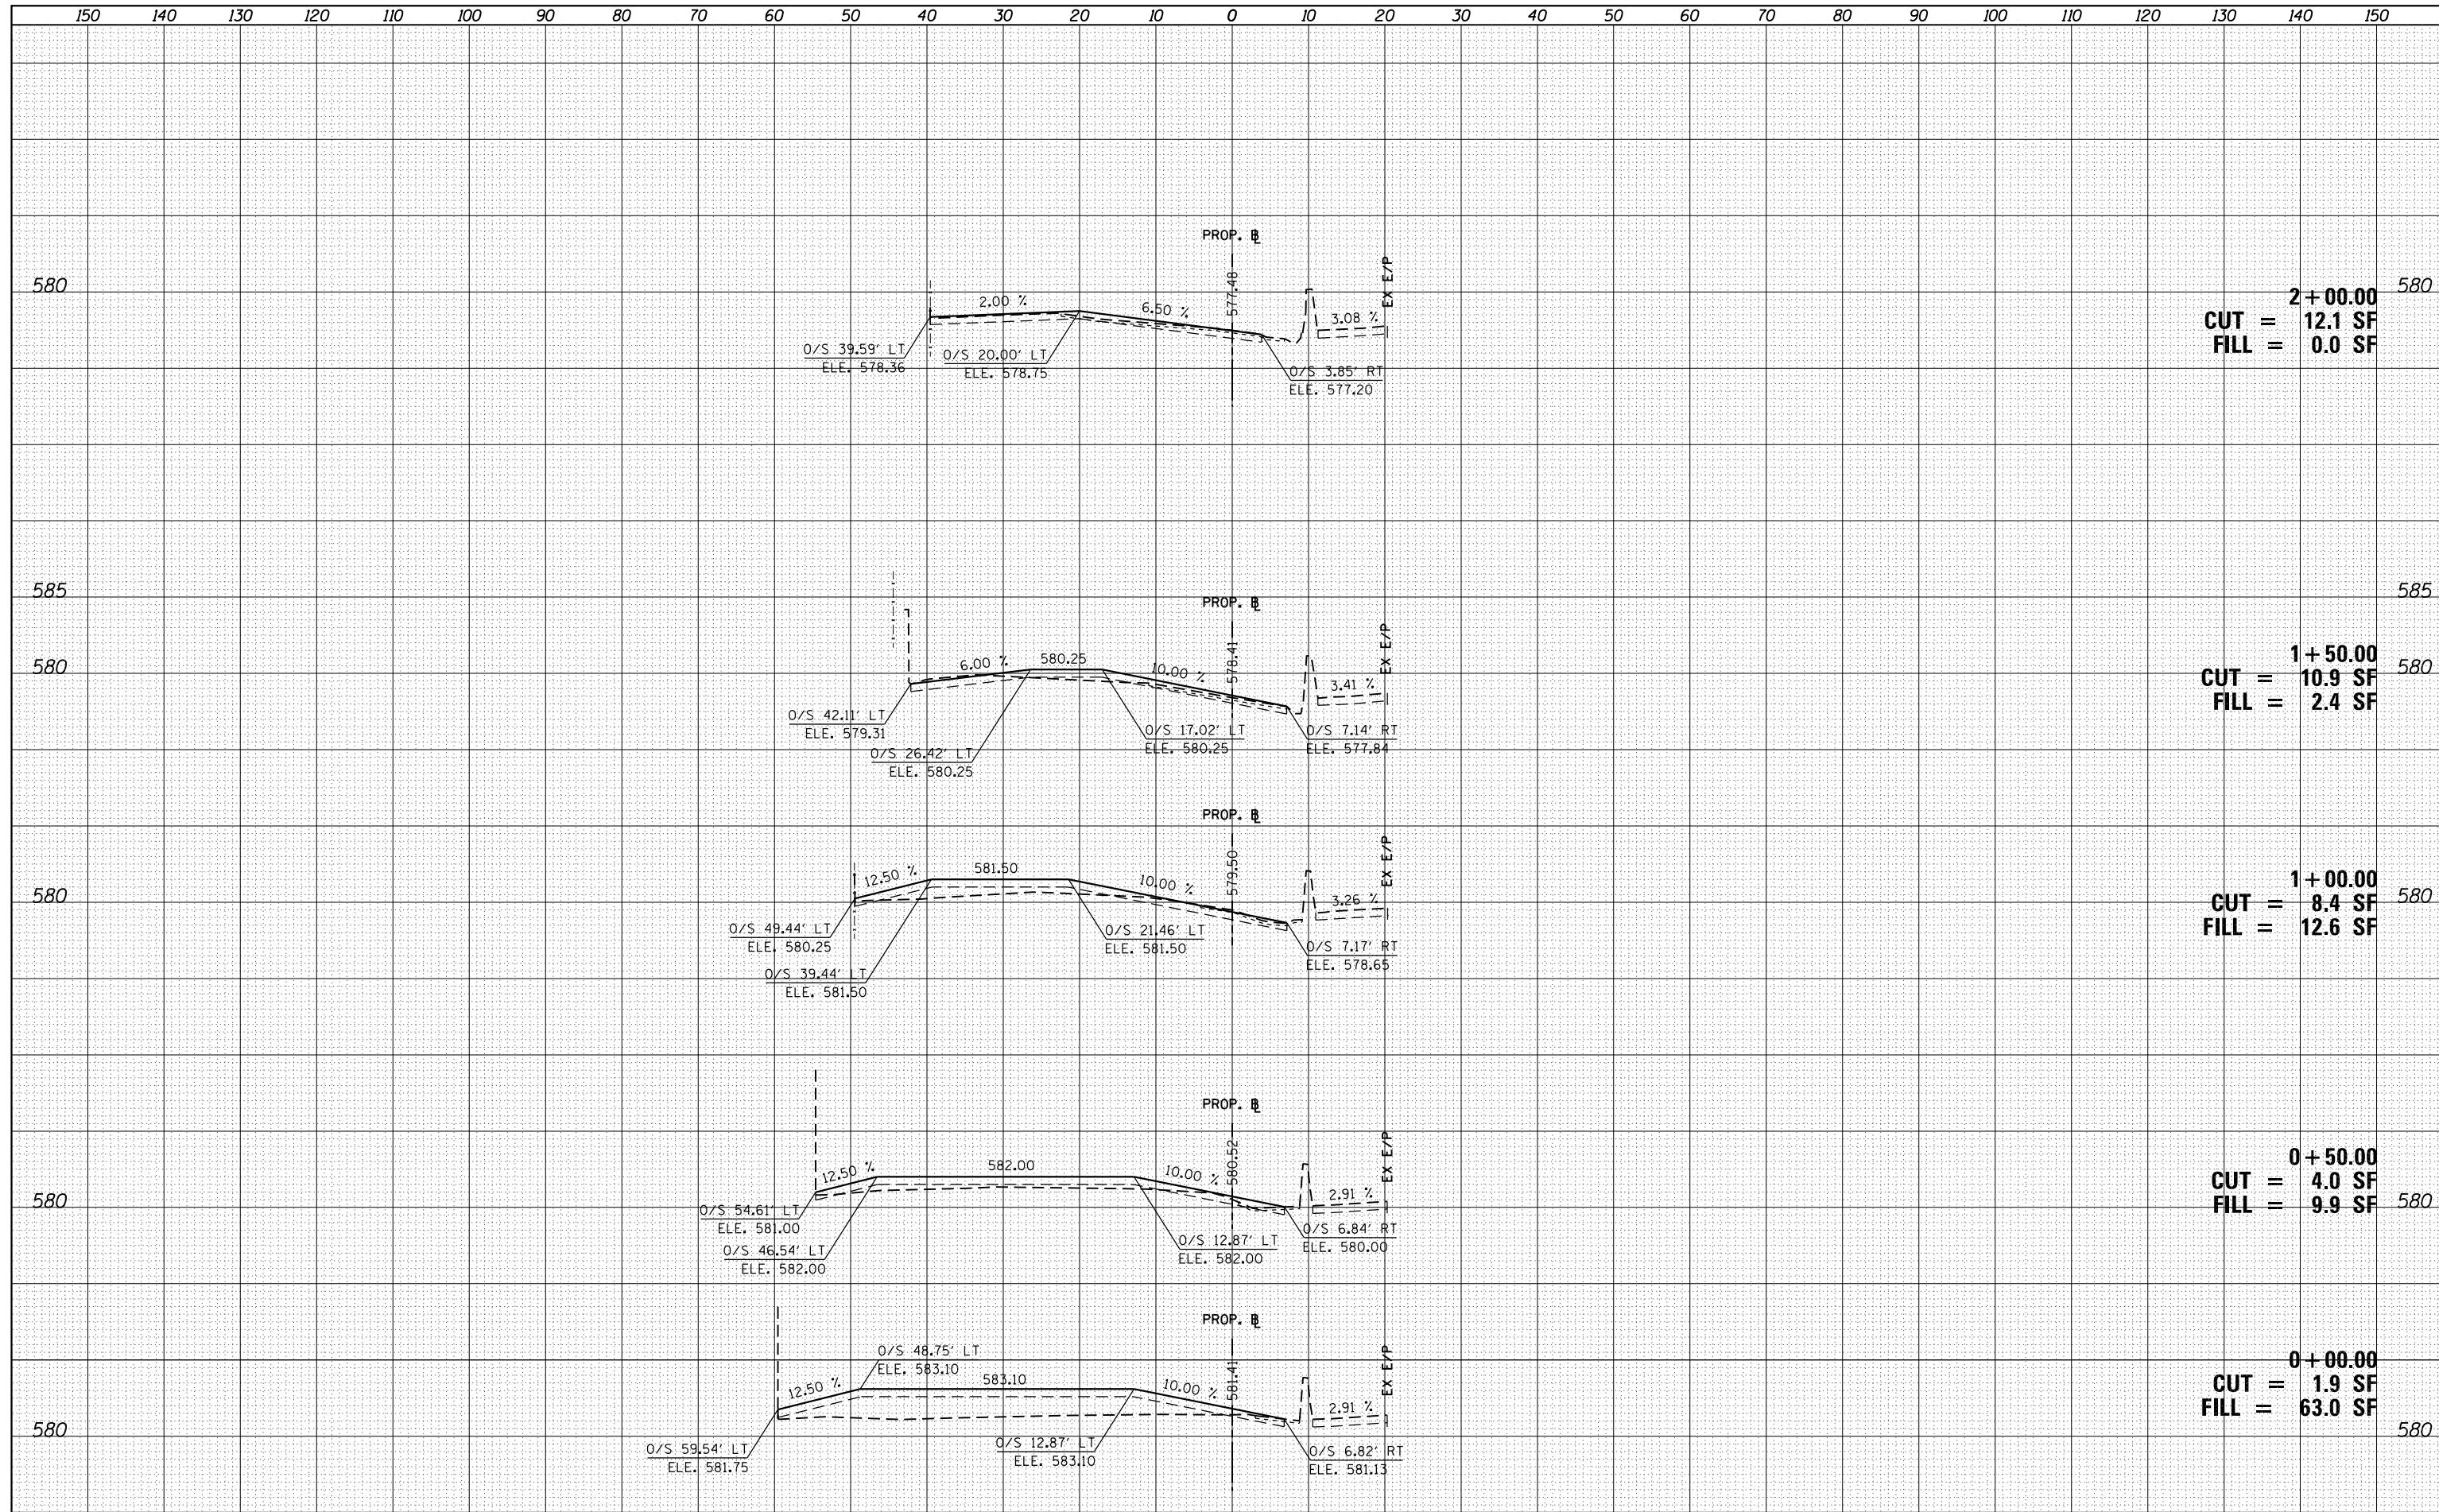 150 140 130 120 110 100 90 80 70 60 50 40 30 20 10 0 10 20 30 40 50 60 70 80 90 100 110 120 130 140 150
PROP. BL
577.48
EX E/P
580
580
2+00.00
CUT = 12.1 SF
FILL = 0.0 SF
2.00 %
6.50 %
3.08 %
O/S 39.59' LT
ELE. 578.36
O/S 20.00' LT
ELE. 578.75
O/S 3.85' RT
ELE. 577.20
585
585
PROP. BL
578.41
EX E/P
580
580
1+50.00
CUT = 10.9 SF
FILL = 2.4 SF
6.00 %
580.25
10.00 %
3.41 %
O/S 42.11' LT
ELE. 579.31
O/S 26.42' LT
ELE. 580.25
O/S 17.02' LT
ELE. 580.25
O/S 7.14' RT
ELE. 577.84
PROP. BL
579.50
EX E/P
580
580
1+00.00
CUT = 8.4 SF
FILL = 12.6 SF
12.50 %
581.50
10.00 %
3.26 %
O/S 49.44' LT
ELE. 580.25
O/S 39.44' LT
ELE. 581.50
O/S 21.46' LT
ELE. 581.50
O/S 7.17' RT
ELE. 578.65
PROP. BL
580.52
EX E/P
580
580
0+50.00
CUT = 4.0 SF
FILL = 9.9 SF
12.50 %
582.00
10.00 %
2.91 %
O/S 54.61' LT
ELE. 581.00
O/S 46.54' LT
ELE. 582.00
O/S 12.87' LT
ELE. 582.00
O/S 6.84' RT
ELE. 580.00
PROP. BL
581.41
EX E/P
580
580
0+00.00
CUT = 1.9 SF
FILL = 63.0 SF
O/S 48.75' LT
ELE. 583.10
12.50 %
583.10
10.00 %
2.91 %
O/S 59.54' LT
ELE. 581.75
O/S 12.87' LT
ELE. 583.10
O/S 6.82' RT
ELE. 581.13